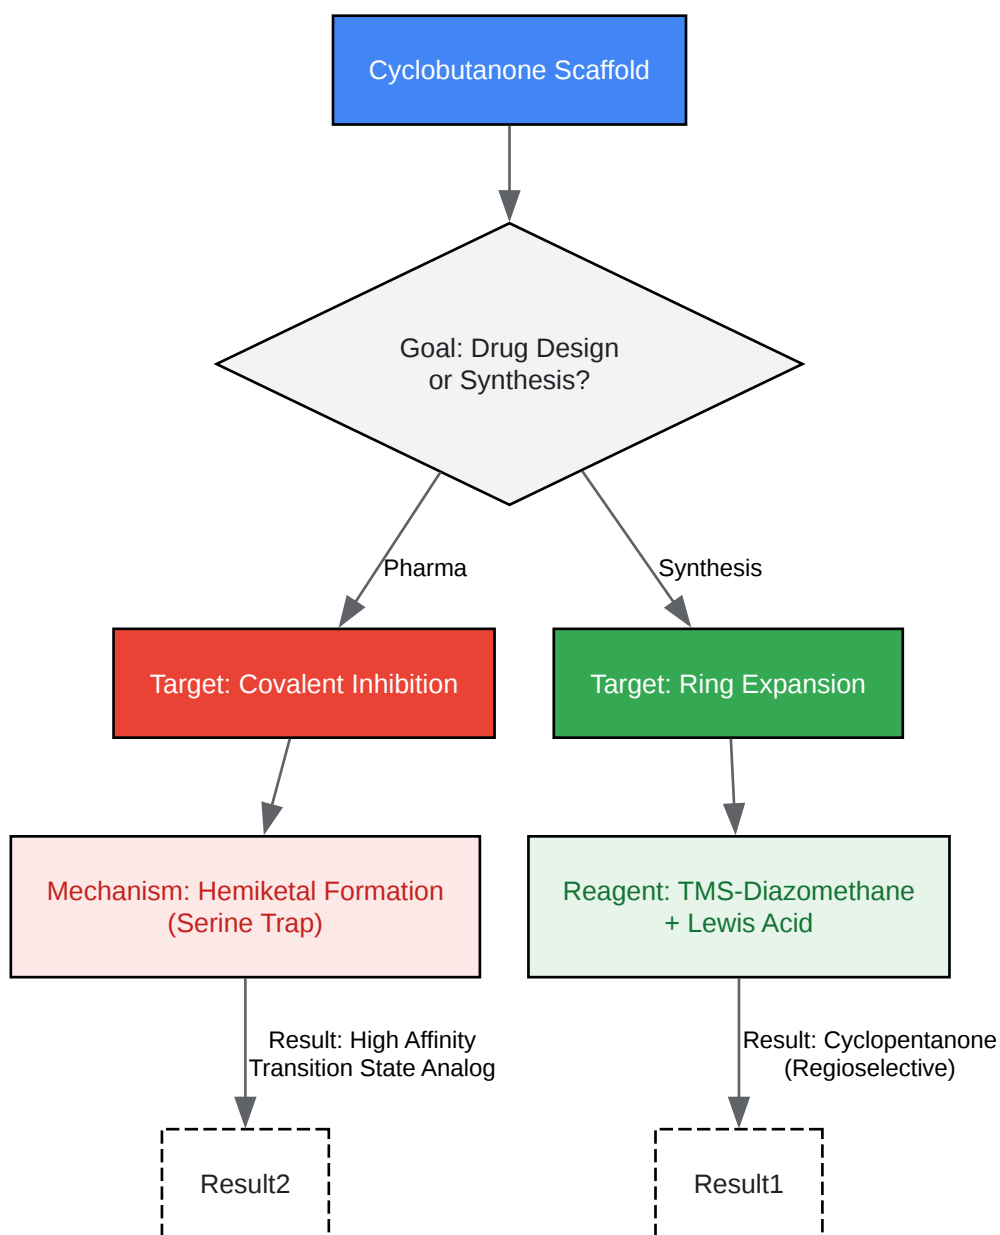 Cyclobutanone Scaffold
Goal: Drug Design
or Synthesis?
Pharma
Synthesis
Target: Covalent Inhibition
Target: Ring Expansion
Mechanism: Hemiketal Formation
(Serine Trap)
Reagent: TMS-Diazomethane
+ Lewis Acid
Result: High Affinity
Transition State Analog
Result: Cyclopentanone
(Regioselective)
Result2
Result1